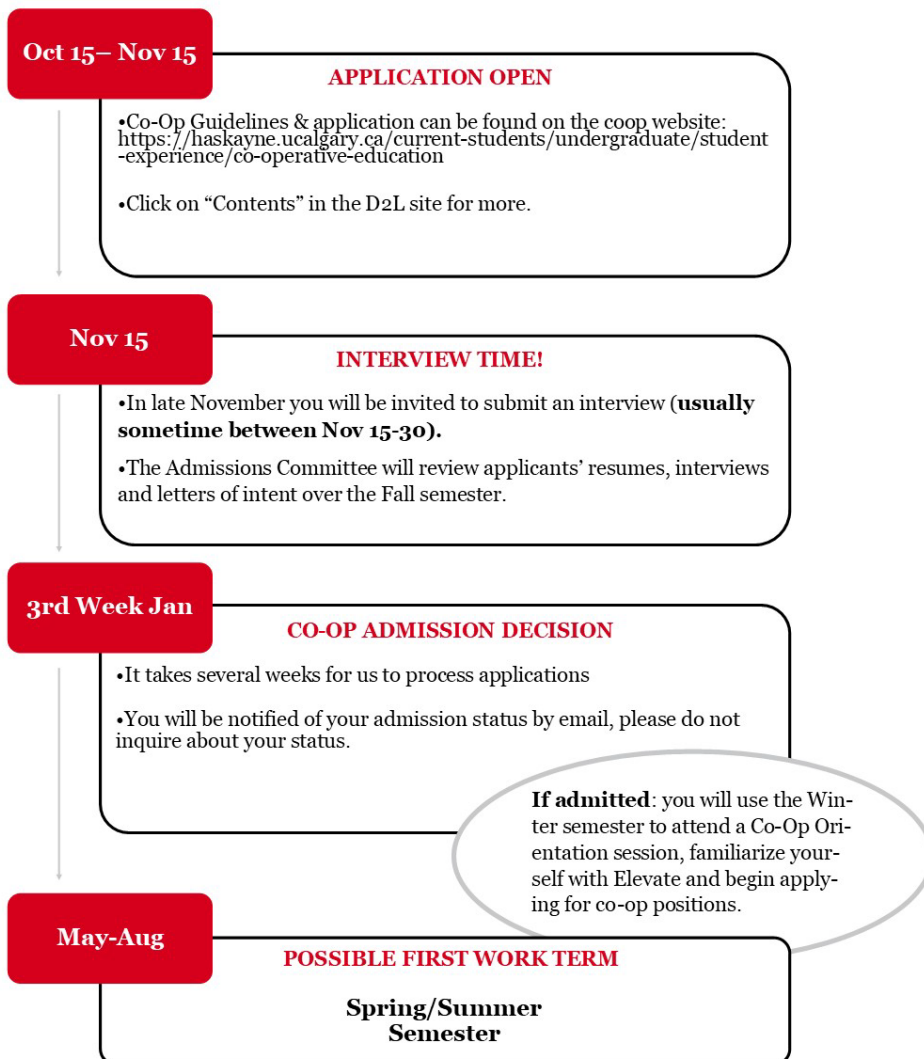 Oct 15– Nov 15
APPLICATION OPEN
•Co-Op Guidelines & application can be found on the coop website:
https://haskayne.ucalgary.ca/current-students/undergraduate/student
-experience/co-operative-education
•Click on “Contents” in the D2L site for more.
Nov 15
INTERVIEW TIME!
•In late November you will be invited to submit an interview (usually
sometime between Nov 15-30).
•The Admissions Committee will review applicants’ resumes, interviews
and letters of intent over the Fall semester.
3rd Week Jan
CO-OP ADMISSION DECISION
•It takes several weeks for us to process applications
•You will be notified of your admission status by email, please do not
inquire about your status.
If admitted: you will use the Win-
ter semester to attend a Co-Op Ori-
entation session, familiarize your-
self with Elevate and begin apply-
ing for co-op positions.
May-Aug
POSSIBLE FIRST WORK TERM
Spring/Summer
Semester